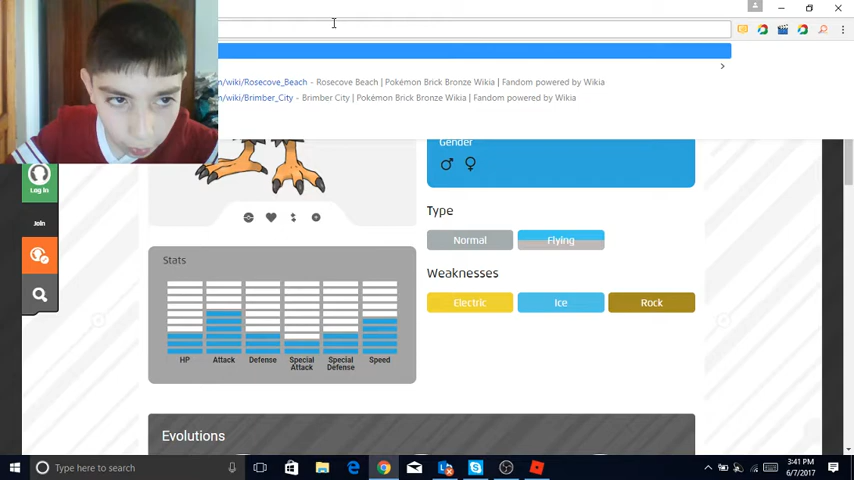 n/wiki/Rosecove_Beach - Rosecove Beach | Pokémon Brick Bronze Wikia | Fandom powered by Wikia
n/wiki/Brimber_City - Brimber City | Pokémon Brick Bronze Wikia | Fandom powered by Wikia
Gender
Log in
Join
Type
Normal
Flying
Stats
Weaknesses
Electric
Ice
Rock
HP
Attack
Defense
Special Attack
Special Defense
Speed
Evolutions
Type here to search
3:41 PM
6/7/2017